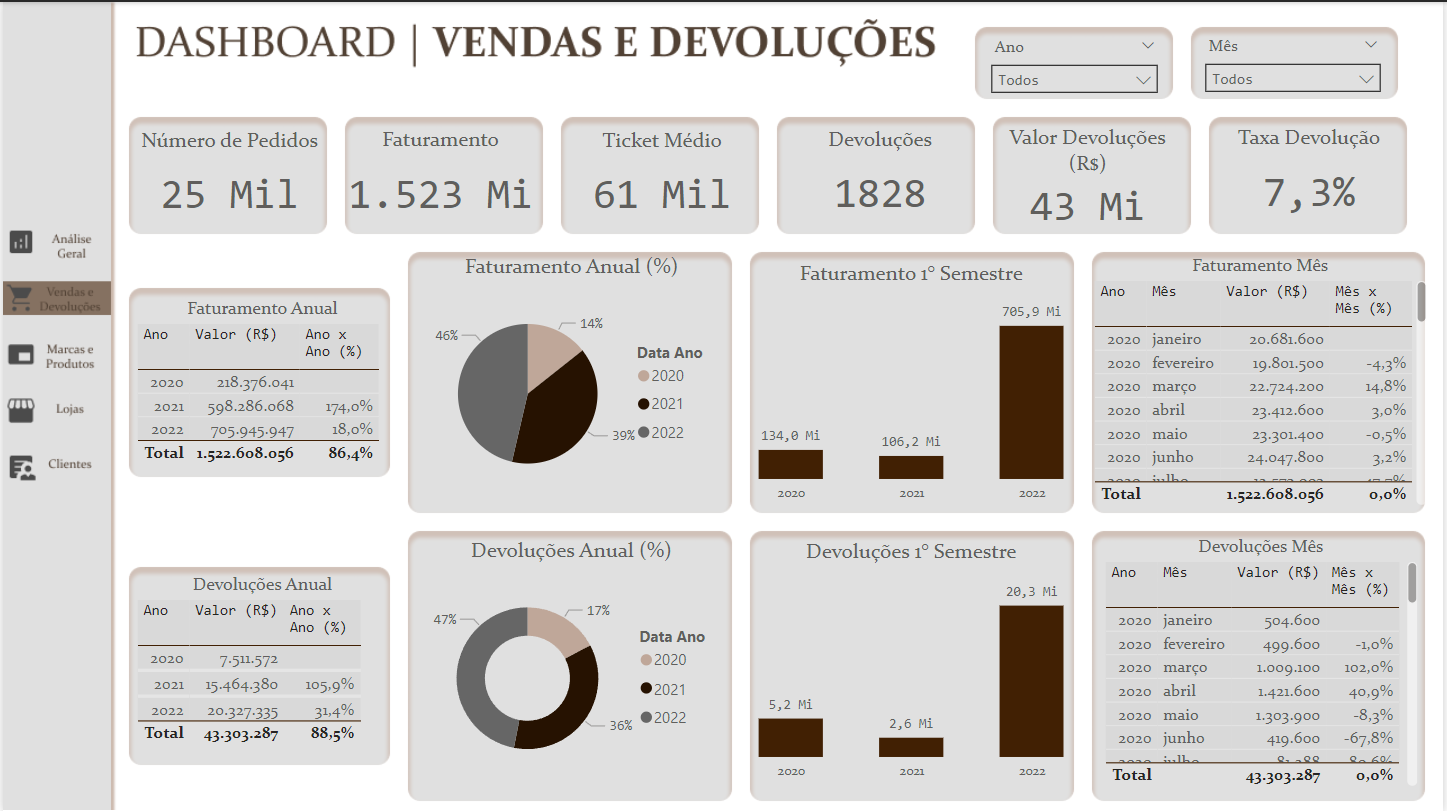 DASHBOARD | VENDAS E DEVOLUÇÕES
Ano
Todos
Mês
Todos
Número de Pedidos
25 Mil
Faturamento
1.523 Mi
Ticket Médio
61 Mil
Devoluções
1828
Valor Devoluções
(R$)
43 Mi
Taxa Devolução
7,3%
Análise
Geral
Vendas e
Devoluções
Marcas e
Produtos
Lojas
Clientes
Faturamento Anual
Ano Valor (R$) Ano x
Ano (%)
2020 218.376.041
2021 598.286.068 174,0%
2022 705.945.947 18,0%
Total 1.522.608.056 86,4%
Faturamento Anual (%)
14%
46%
39%
Data Ano
2020
2021
2022
Faturamento 1° Semestre
705,9 Mi
134,0 Mi
106,2 Mi
2020 2021 2022
Faturamento Mês
Ano Mês Valor (R$) Mês x
Mês (%)
2020 janeiro 20.681.600
2020 fevereiro 19.801.500 -4,3%
2020 março 22.724.200 14,8%
2020 abril 23.412.600 3,0%
2020 maio 23.301.400 -0,5%
2020 junho 24.047.800 3,2%
Total 1.522.608.056 0,0%
Devoluções Anual
Ano Valor (R$) Ano x
Ano (%)
2020 7.511.572
2021 15.464.380 105,9%
2022 20.327.335 31,4%
Total 43.303.287 88,5%
Devoluções Anual (%)
17%
47%
36%
Data Ano
2020
2021
2022
Devoluções 1° Semestre
20,3 Mi
5,2 Mi
2,6 Mi
2020 2021 2022
Devoluções Mês
Ano Mês Valor (R$) Mês x
Mês (%)
2020 janeiro 504.600
2020 fevereiro 499.600 -1,0%
2020 março 1.009.100 102,0%
2020 abril 1.421.600 40,9%
2020 maio 1.303.900 -8,3%
2020 junho 419.600 -67,8%
Total 43.303.287 0,0%